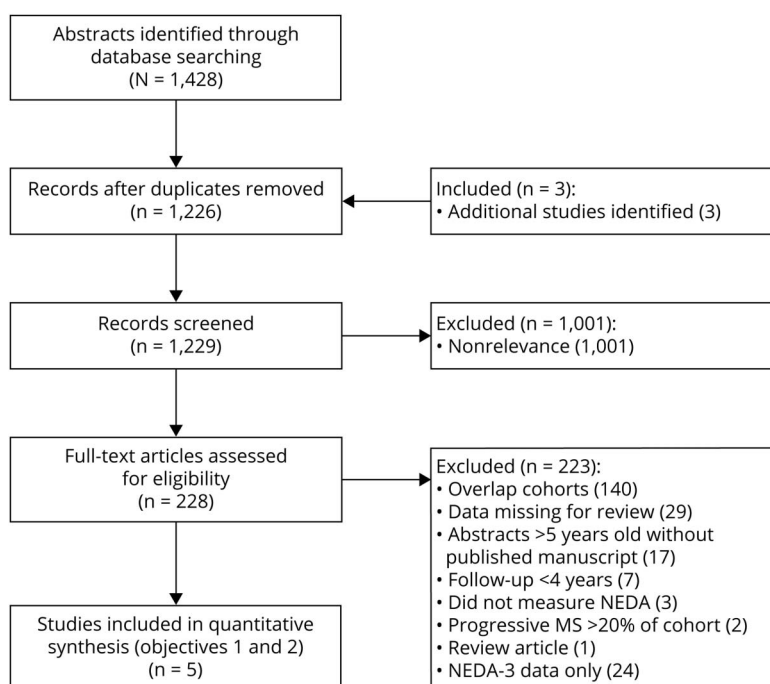 Abstracts identified through
database searching
(N = 1,428)
Records after duplicates removed
(n = 1,226)
Included (n = 3):
• Additional studies identified (3)
Records screened
(n = 1,229)
Excluded (n = 1,001):
• Nonrelevance (1,001)
Full-text articles assessed
for eligibility
(n = 228)
Excluded (n = 223):
• Overlap cohorts (140)
• Data missing for review (29)
• Abstracts >5 years old without
published manuscript (17)
• Follow-up <4 years (7)
• Did not measure NEDA (3)
• Progressive MS >20% of cohort (2)
• Review article (1)
• NEDA-3 data only (24)
Studies included in quantitative
synthesis (objectives 1 and 2)
(n = 5)